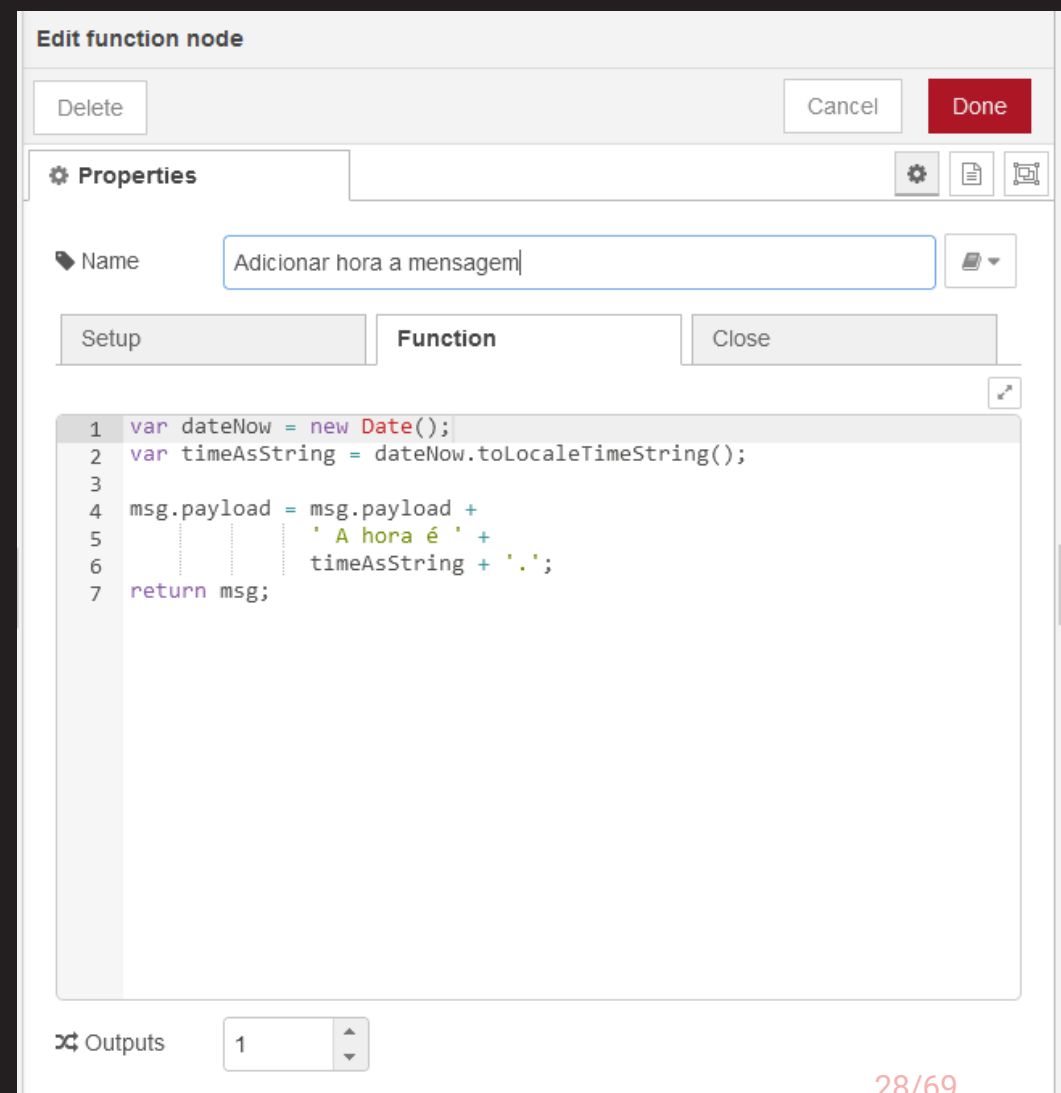 Edit function node
Delete Cancel Done
Properties
Name Adicionar hora a mensagem
Setup Function Close
1 var dateNow = new Date();
2 var timeAsString = dateNow.toLocaleTimeString();
3
4 msg.payload = msg.payload +
5 ' A hora é ' +
6 timeAsString + '.';
7 return msg;
Outputs 1
28/69